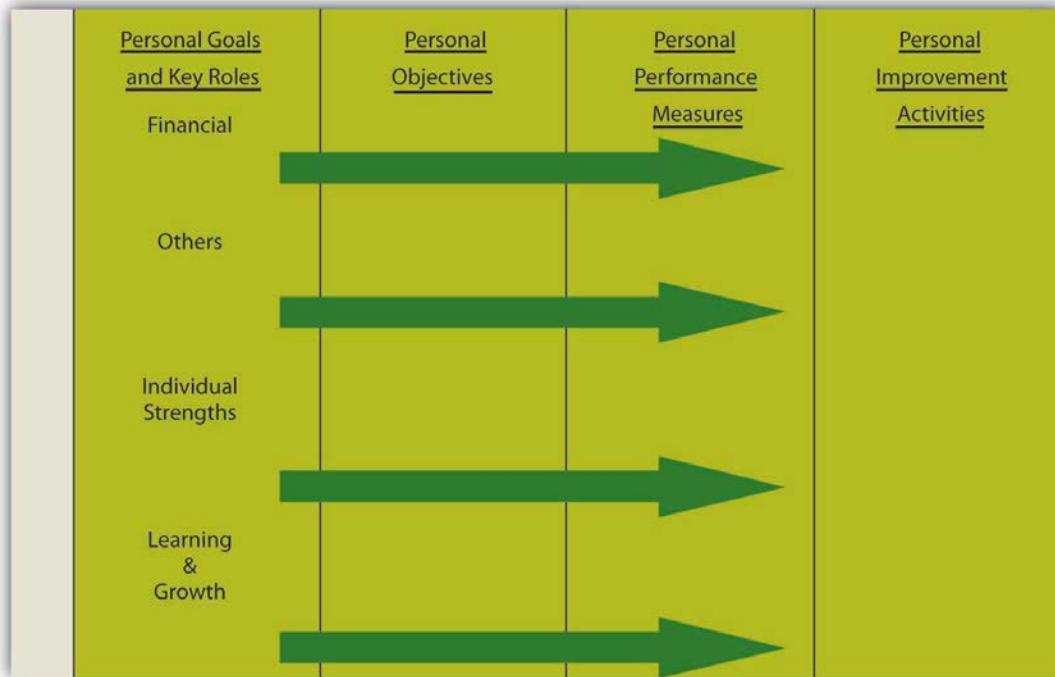 Personal Goals
and Key Roles
Financial
Others
Individual
Strengths
Learning
&
Growth
Personal
Objectives
Personal
Performance
Measures
Personal
Improvement
Activities